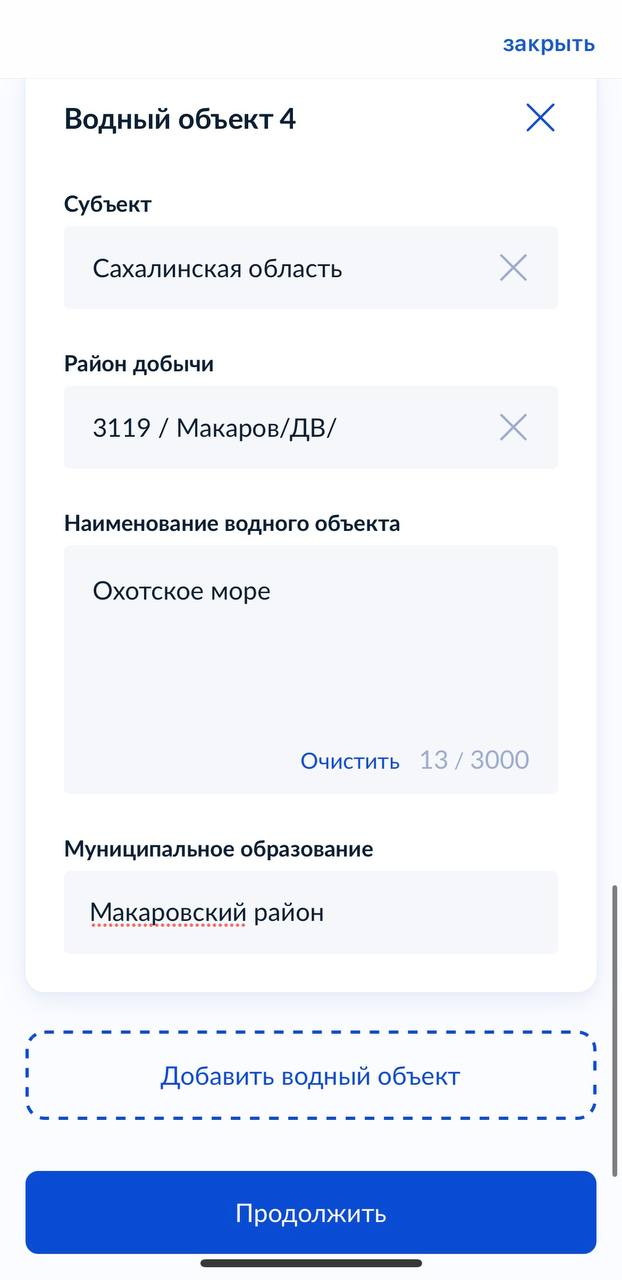 закрыть
Водный объект 4
Субъект
Сахалинская область
Район добычи
3119 / Макаров/ДВ/
Наименование водного объекта
Охотское море
Очистить 13 / 3000
Муниципальное образование
Макаровский район
Добавить водный объект
Продолжить